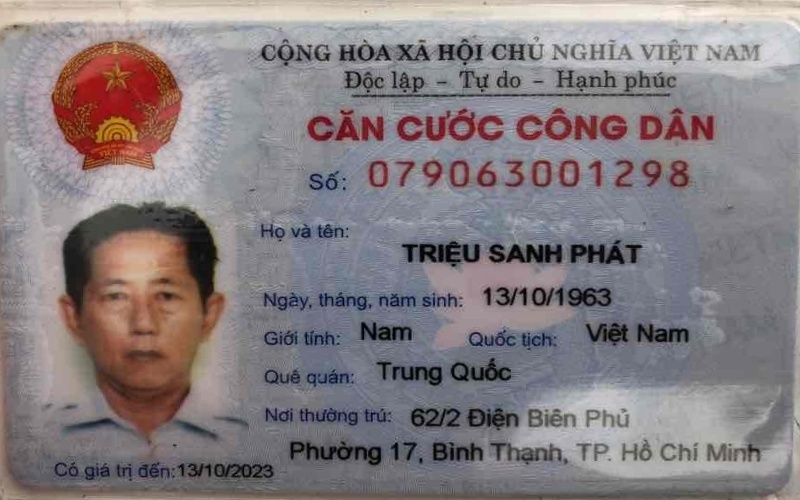 CỘNG HÒA XÃ HỘI CHỦ NGHĨA VIỆT NAM
Độc lập – Tự do – Hạnh phúc
CĂN CƯỚC CÔNG DÂN
Số: 079063001298
Họ và tên:
TRIỆU SANH PHÁT
Ngày, tháng, năm sinh: 13/10/1963
Giới tính: Nam Quốc tịch: Việt Nam
Quê quán: Trung Quốc
Nơi thường trú: 62/2 Điện Biên Phủ
Phường 17, Bình Thạnh, TP. Hồ Chí Minh
Có giá trị đến: 13/10/2023
VIỆT NAM